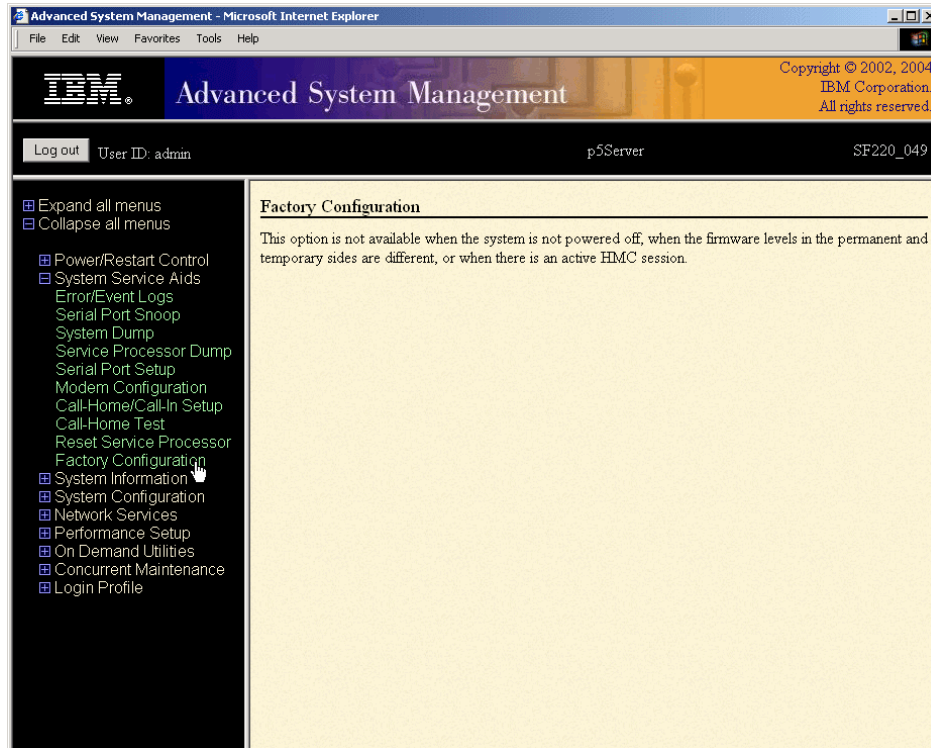 Advanced System Management - Microsoft Internet Explorer
File Edit View Favorites Tools Help
IBM®
Advanced System Management
Copyright © 2002, 2004
IBM Corporation.
All rights reserved.
Log out User ID: admin p5Server SF220_049
Expand all menus
Collapse all menus
Power/Restart Control
System Service Aids
Error/Event Logs
Serial Port Snoop
System Dump
Service Processor Dump
Serial Port Setup
Modem Configuration
Call-Home/Call-In Setup
Call-Home Test
Reset Service Processor
Factory Configuration
System Information
System Configuration
Network Services
Performance Setup
On Demand Utilities
Concurrent Maintenance
Login Profile
Factory Configuration
This option is not available when the system is not powered off, when the firmware levels in the permanent and
temporary sides are different, or when there is an active HMC session.